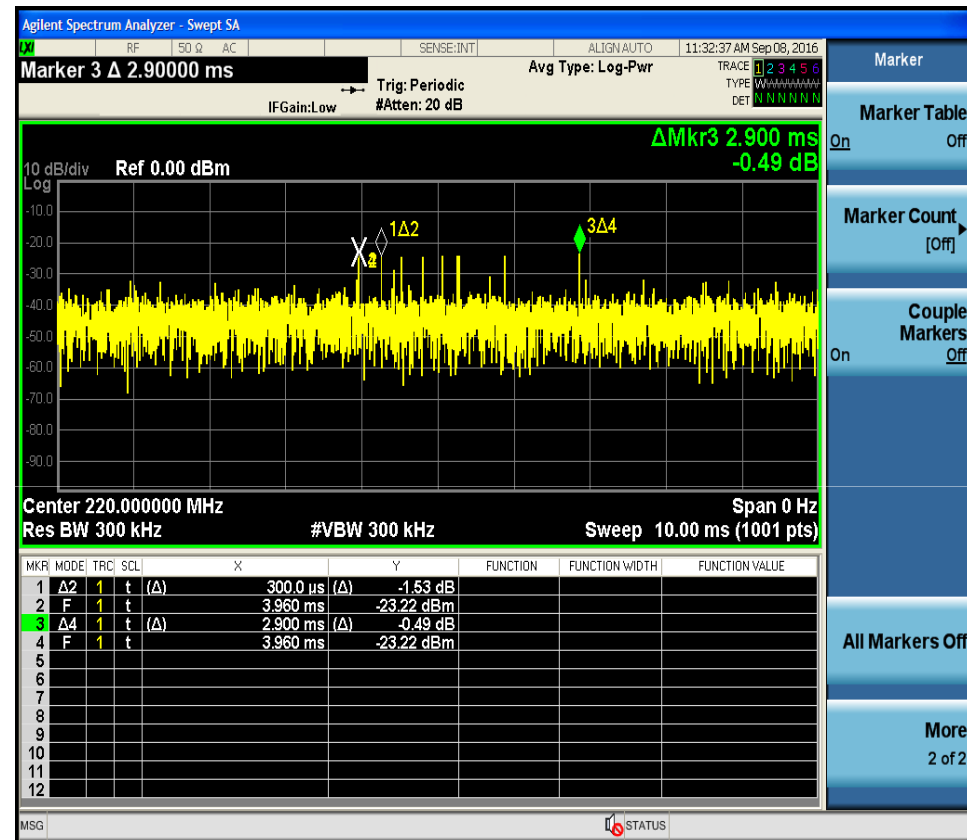 Agilent Spectrum Analyzer - Swept SA
LXI RF 50 Ω AC SENSE:INT ALIGN AUTO 11:32:37 AM Sep 08, 2016
Marker 3 Δ 2.90000 ms
Trig: Periodic
IFGain:Low #Atten: 20 dB
Avg Type: Log-Pwr
TRACE 1 2 3 4 5 6
TYPE WWWWWW
DET N N N N N N
ΔMkr3 2.900 ms
-0.49 dB
10 dB/div Ref 0.00 dBm
Log
-10.0
-20.0
-30.0
-40.0
-50.0
-60.0
-70.0
-80.0
-90.0
1Δ2
3Δ4
X
2
Center 220.000000 MHz Span 0 Hz
Res BW 300 kHz #VBW 300 kHz Sweep 10.00 ms (1001 pts)
MKR MODE TRC SCL X Y FUNCTION FUNCTION WIDTH FUNCTION VALUE
1 Δ2 1 t (Δ) 300.0 µs (Δ) -1.53 dB
2 F 1 t 3.960 ms -23.22 dBm
3 Δ4 1 t (Δ) 2.900 ms (Δ) -0.49 dB
4 F 1 t 3.960 ms -23.22 dBm
5
6
7
8
9
10
11
12
MSG STATUS
Marker
Marker Table
On Off
Marker Count
[Off]
Couple
Markers
On Off
All Markers Off
More
2 of 2